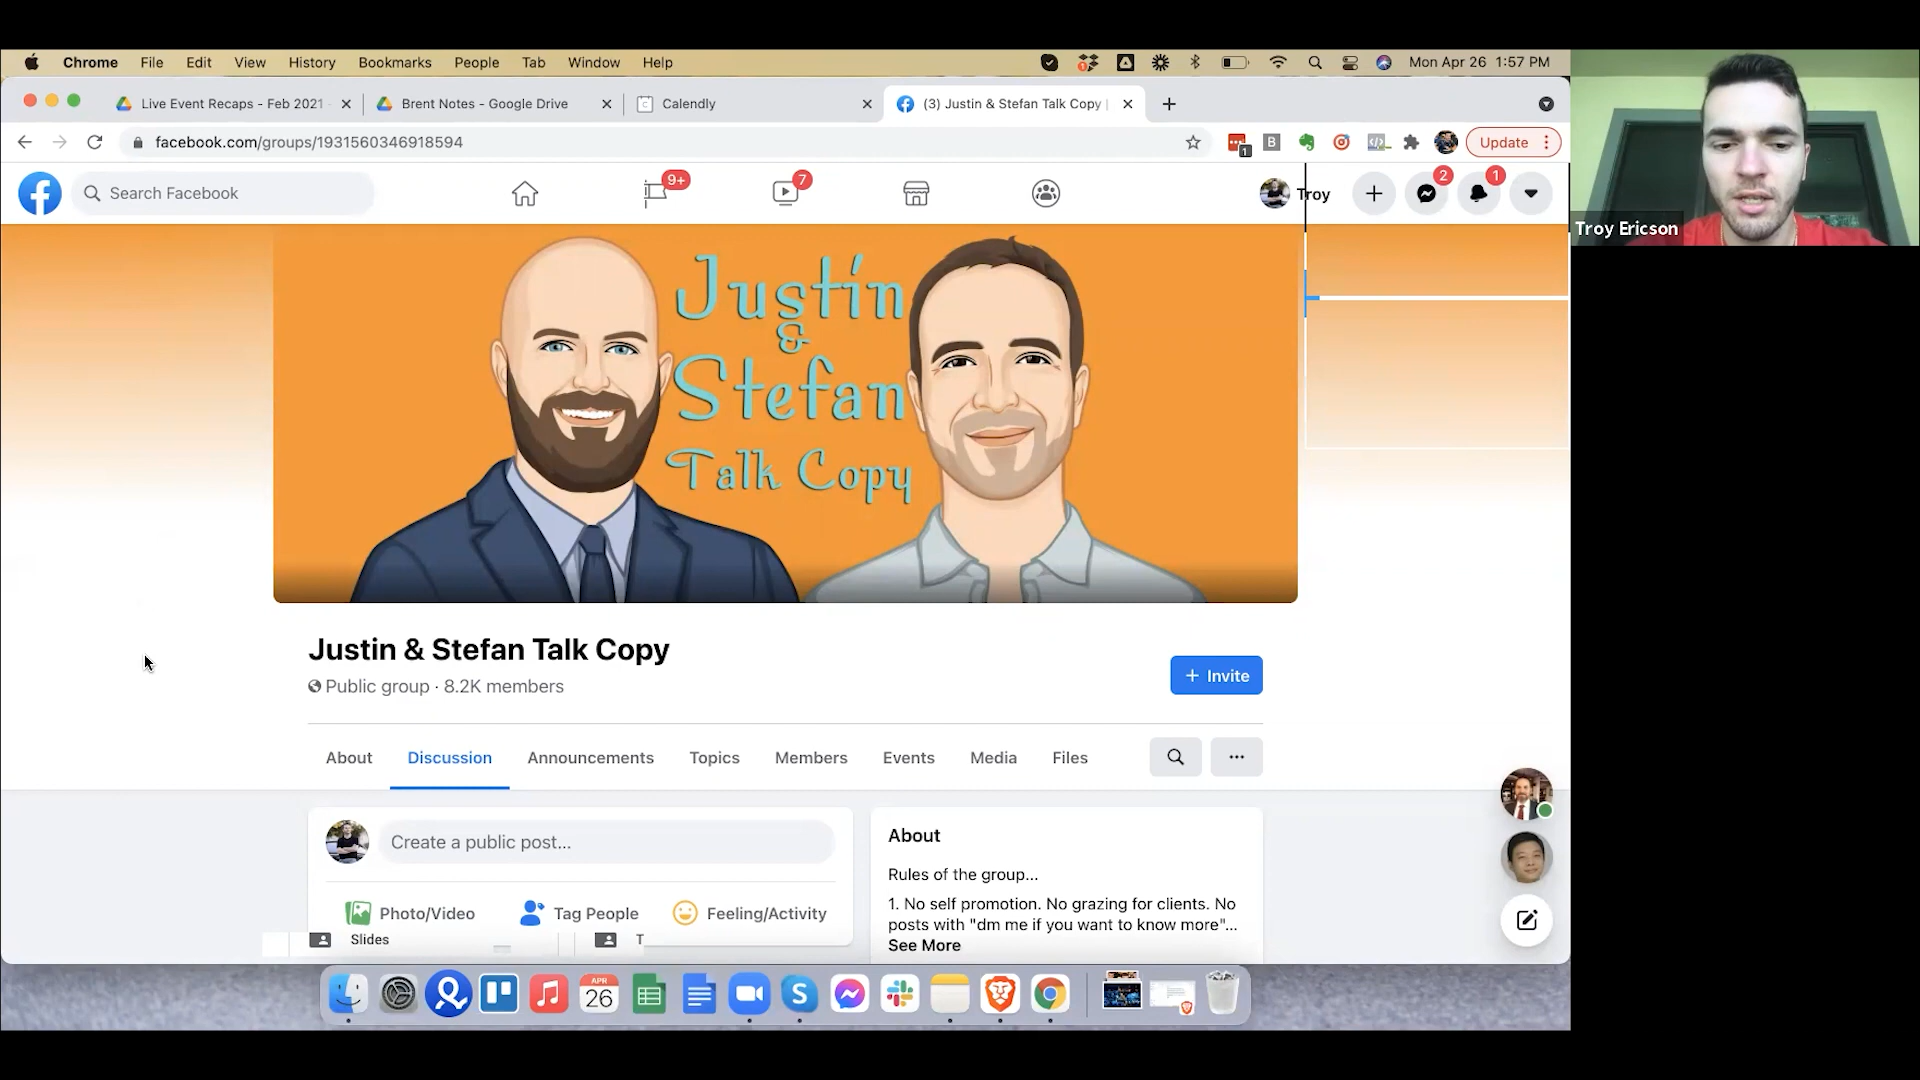 Chrome File Edit View History Bookmarks People Tab Window Help
Mon Apr 26 1:57 PM
Live Event Recaps - Feb 2021 -
Brent Notes - Google Drive
Calendly
(3) Justin & Stefan Talk Copy |
facebook.com/groups/1931560346918594
1
B
Update
Search Facebook
9+
7
Troy
2
1
Troy Ericson
Justin
&
Stefan
Talk Copy
Justin & Stefan Talk Copy
Public group · 8.2K members
+ Invite
About Discussion Announcements Topics Members Events Media Files
Create a public post...
Photo/Video Tag People Feeling/Activity
About
Rules of the group...
1. No self promotion. No grazing for clients. No
posts with "dm me if you want to know more"...
See More
Slides
T
APR
26